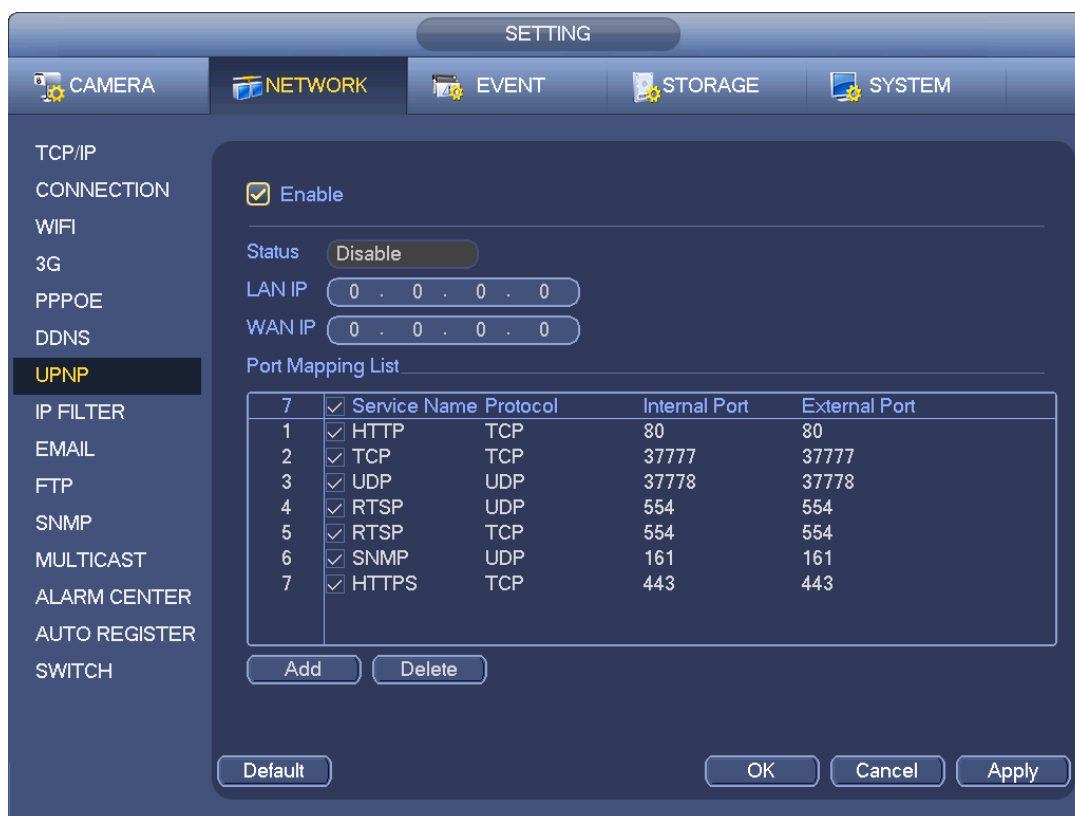 SETTING
CAMERA NETWORK EVENT STORAGE SYSTEM
TCP/IP
CONNECTION
WIFI
3G
PPPOE
DDNS
UPNP
IP FILTER
EMAIL
FTP
SNMP
MULTICAST
ALARM CENTER
AUTO REGISTER
SWITCH
Enable
Status Disable
LAN IP 0 . 0 . 0 . 0
WAN IP 0 . 0 . 0 . 0
Port Mapping List
7 Service Name Protocol Internal Port External Port
1 HTTP TCP 80 80
2 TCP TCP 37777 37777
3 UDP UDP 37778 37778
4 RTSP UDP 554 554
5 RTSP TCP 554 554
6 SNMP UDP 161 161
7 HTTPS TCP 443 443
Add Delete
Default OK Cancel Apply